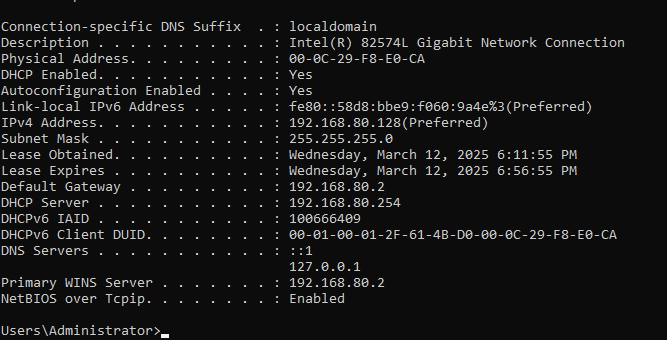 Connection-specific DNS Suffix  . : localdomain
Description . . . . . . . . . . . : Intel(R) 82574L Gigabit Network Connection
Physical Address. . . . . . . . . : 00-0C-29-F8-E0-CA
DHCP Enabled. . . . . . . . . . . : Yes
Autoconfiguration Enabled . . . . : Yes
Link-local IPv6 Address . . . . . : fe80::58d8:bbe9:f060:9a4e%3(Preferred)
IPv4 Address. . . . . . . . . . . : 192.168.80.128(Preferred)
Subnet Mask . . . . . . . . . . . : 255.255.255.0
Lease Obtained. . . . . . . . . . : Wednesday, March 12, 2025 6:11:55 PM
Lease Expires . . . . . . . . . . : Wednesday, March 12, 2025 6:56:55 PM
Default Gateway . . . . . . . . . : 192.168.80.2
DHCP Server . . . . . . . . . . . : 192.168.80.254
DHCPv6 IAID . . . . . . . . . . . : 100666409
DHCPv6 Client DUID. . . . . . . . : 00-01-00-01-2F-61-4B-D0-00-0C-29-F8-E0-CA
DNS Servers . . . . . . . . . . . : ::1
127.0.0.1
Primary WINS Server . . . . . . . : 192.168.80.2
NetBIOS over Tcpip. . . . . . . . : Enabled
Users\Administrator>